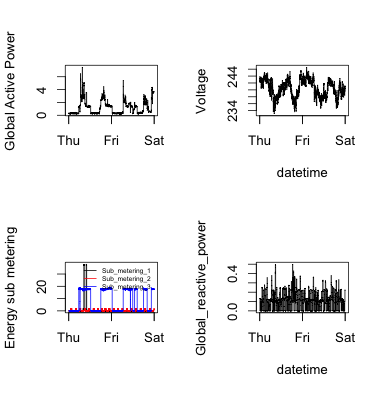 Global Active Power
4
0
Thu Fri Sat
Voltage
244
234
Thu Fri Sat
datetime
Energy sub metering
20
0
Sub_metering_1
Sub_metering_2
Sub_metering_3
Thu Fri Sat
Global_reactive_power
0.4
0.0
Thu Fri Sat
datetime